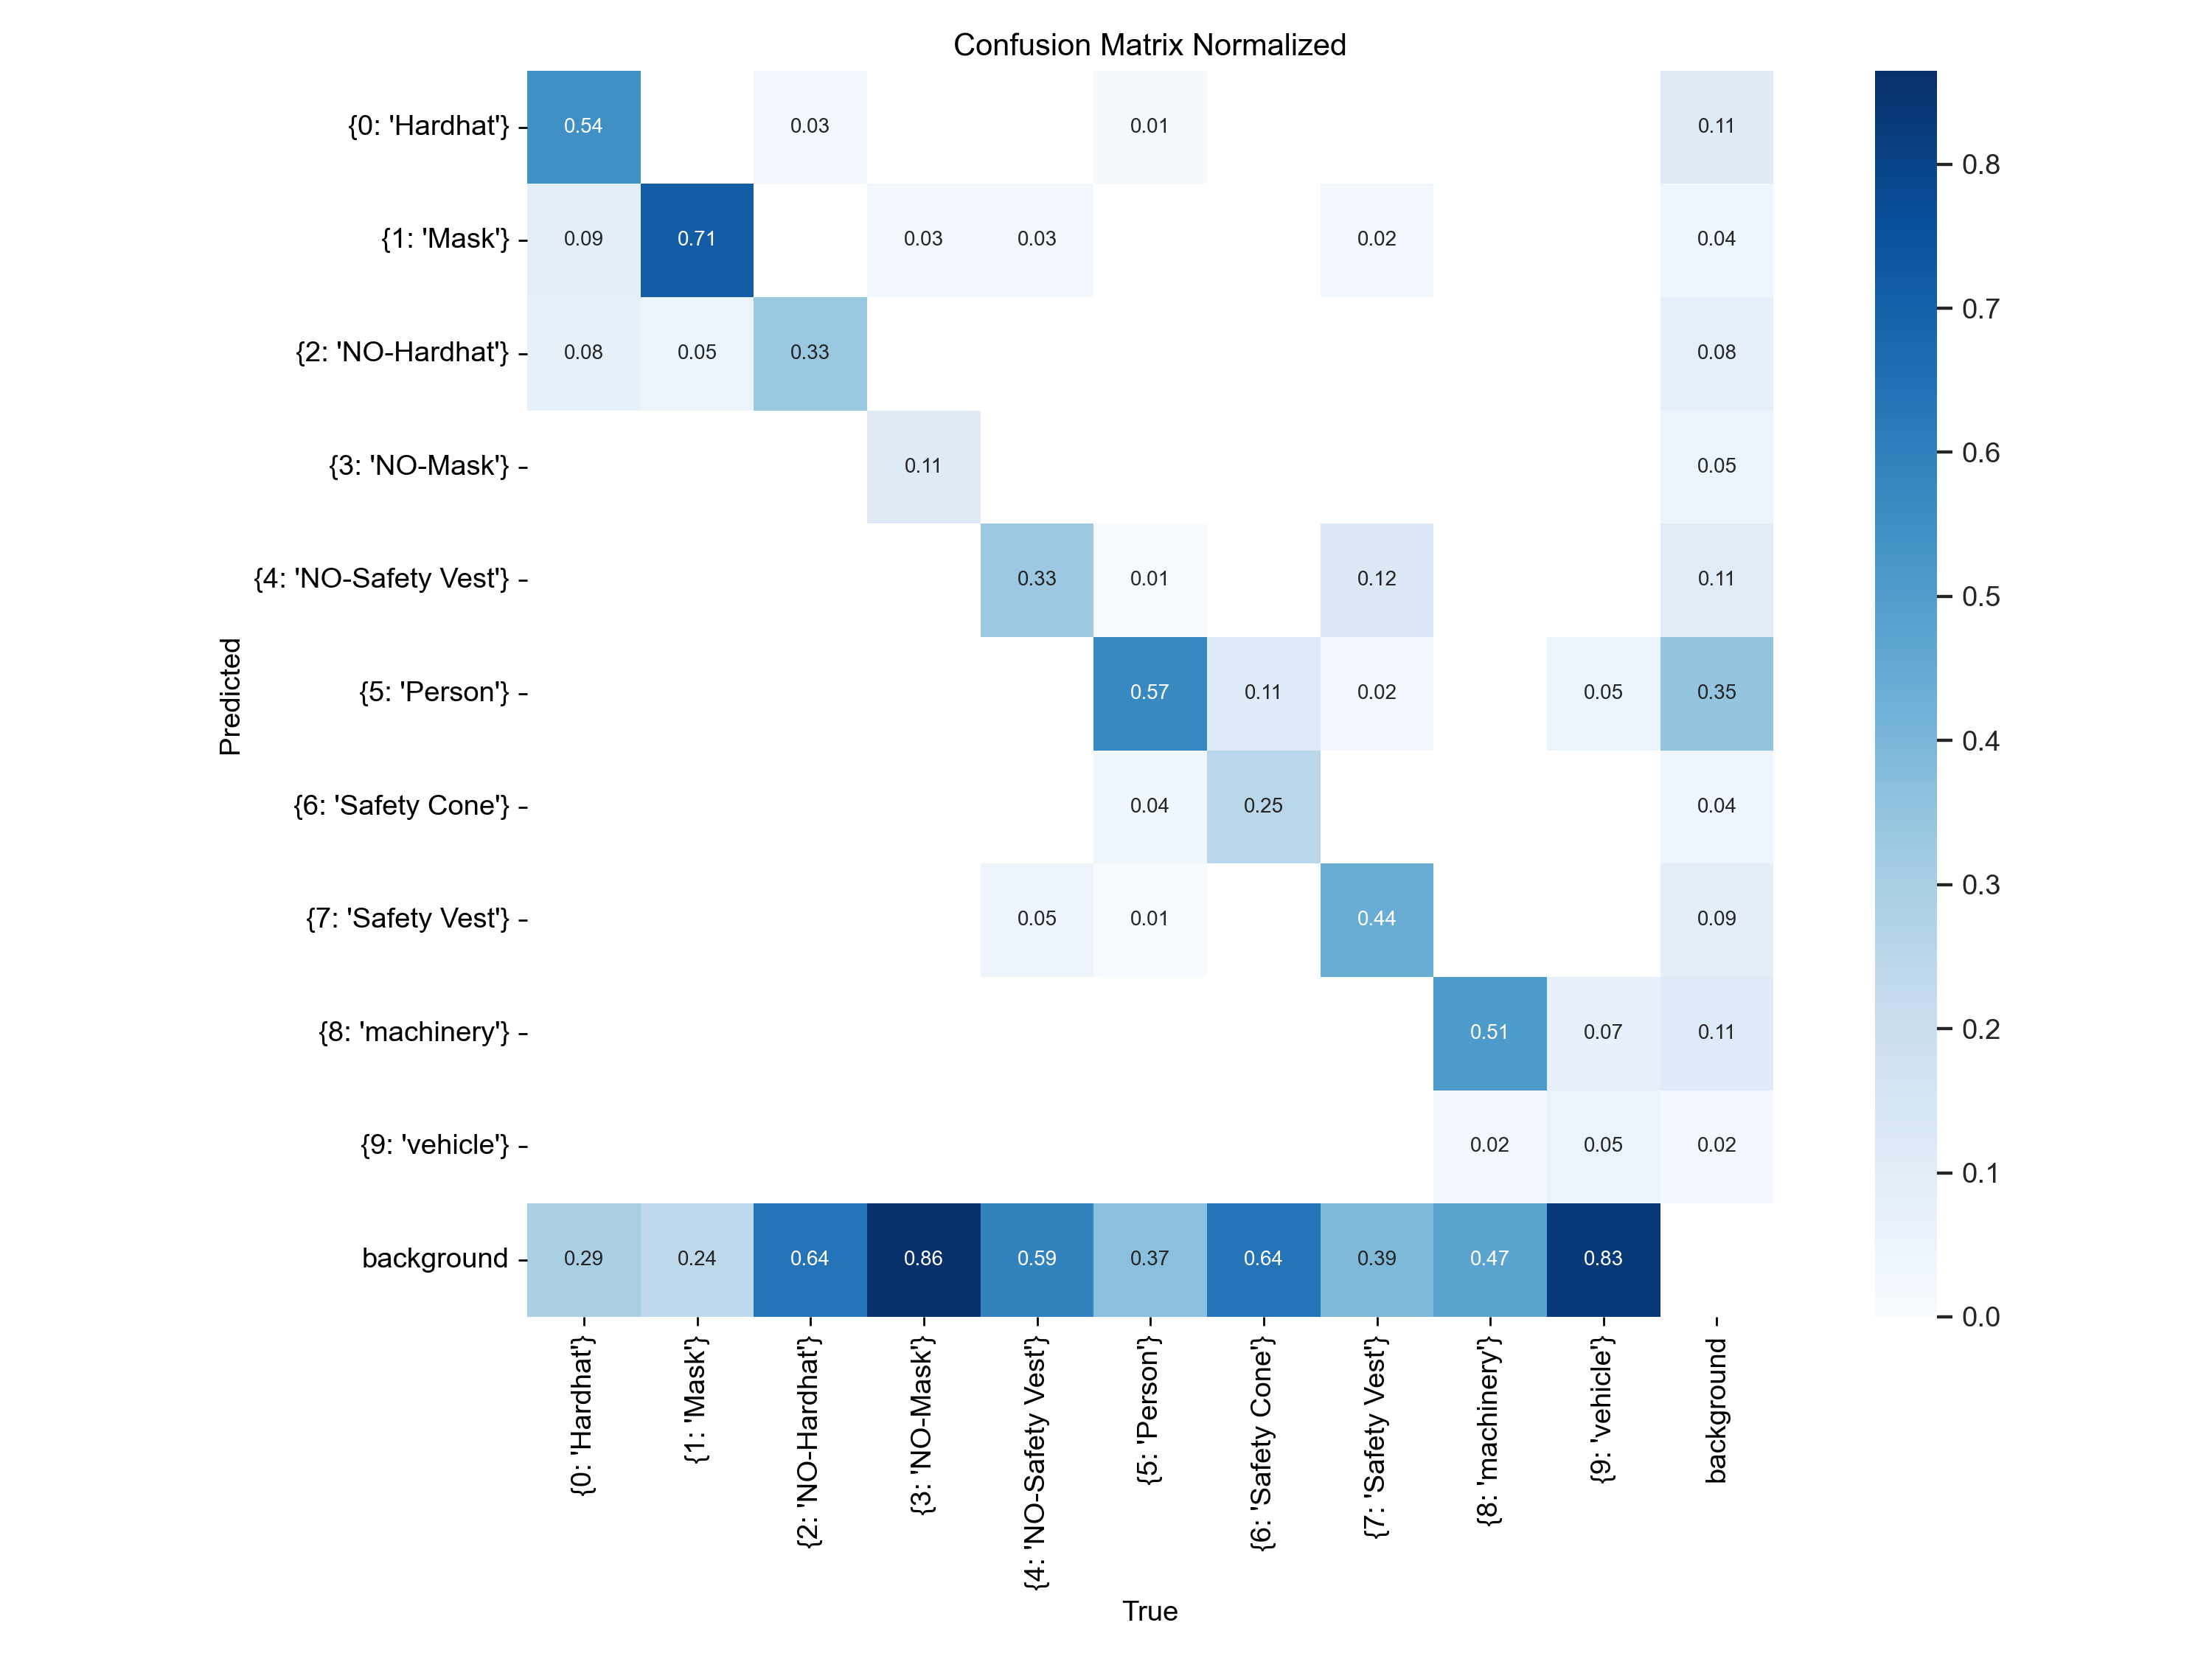 Confusion Matrix Normalized
{0: 'Hardhat'} 0.54 0.03 0.01 0.11
{1: 'Mask'} 0.09 0.71 0.03 0.03 0.02 0.04
{2: 'NO-Hardhat'} 0.08 0.05 0.33 0.08
{3: 'NO-Mask'} 0.11 0.05
{4: 'NO-Safety Vest'} 0.33 0.01 0.12 0.11
{5: 'Person'} 0.57 0.11 0.02 0.05 0.35
{6: 'Safety Cone'} 0.04 0.25 0.04
{7: 'Safety Vest'} 0.05 0.01 0.44 0.09
{8: 'machinery'} 0.51 0.07 0.11
{9: 'vehicle'} 0.02 0.05 0.02
background 0.29 0.24 0.64 0.86 0.59 0.37 0.64 0.39 0.47 0.83
Predicted
{0: 'Hardhat'}
{1: 'Mask'}
{2: 'NO-Hardhat'}
{3: 'NO-Mask'}
{4: 'NO-Safety Vest'}
{5: 'Person'}
{6: 'Safety Cone'}
{7: 'Safety Vest'}
{8: 'machinery'}
{9: 'vehicle'}
background
True
0.8
0.7
0.6
0.5
0.4
0.3
0.2
0.1
0.0